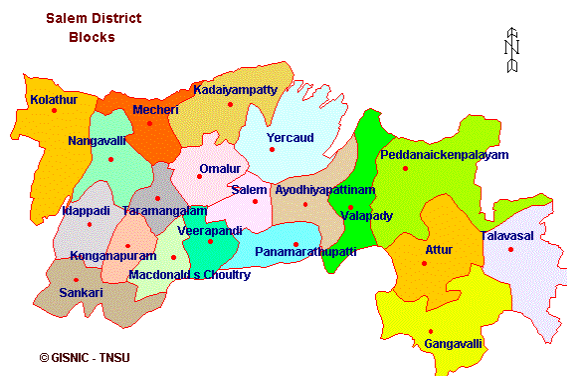 Salem District
Blocks
N
Kolathur
Mecheri
Kadaiyampatty
Nangavalli
Yercaud
Omalur
Peddanaickenpalayam
Idappadi
Taramangalam
Salem
Ayodhiyapattinam
Valapady
Veerapandi
Talavasal
Konganapuram
Panamarathupatti
Attur
Macdonald s Choultry
Sankari
Gangavalli
© GISNIC - TNSU